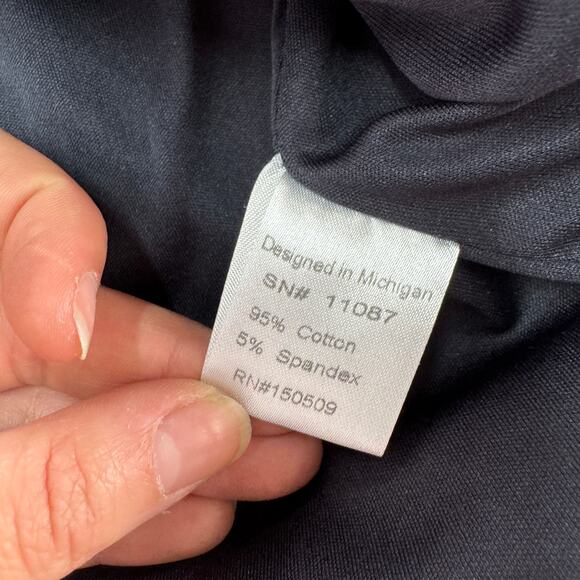 Designed in Michigan
SN# 11087
95% Cotton
5% Spandex
RN#150509